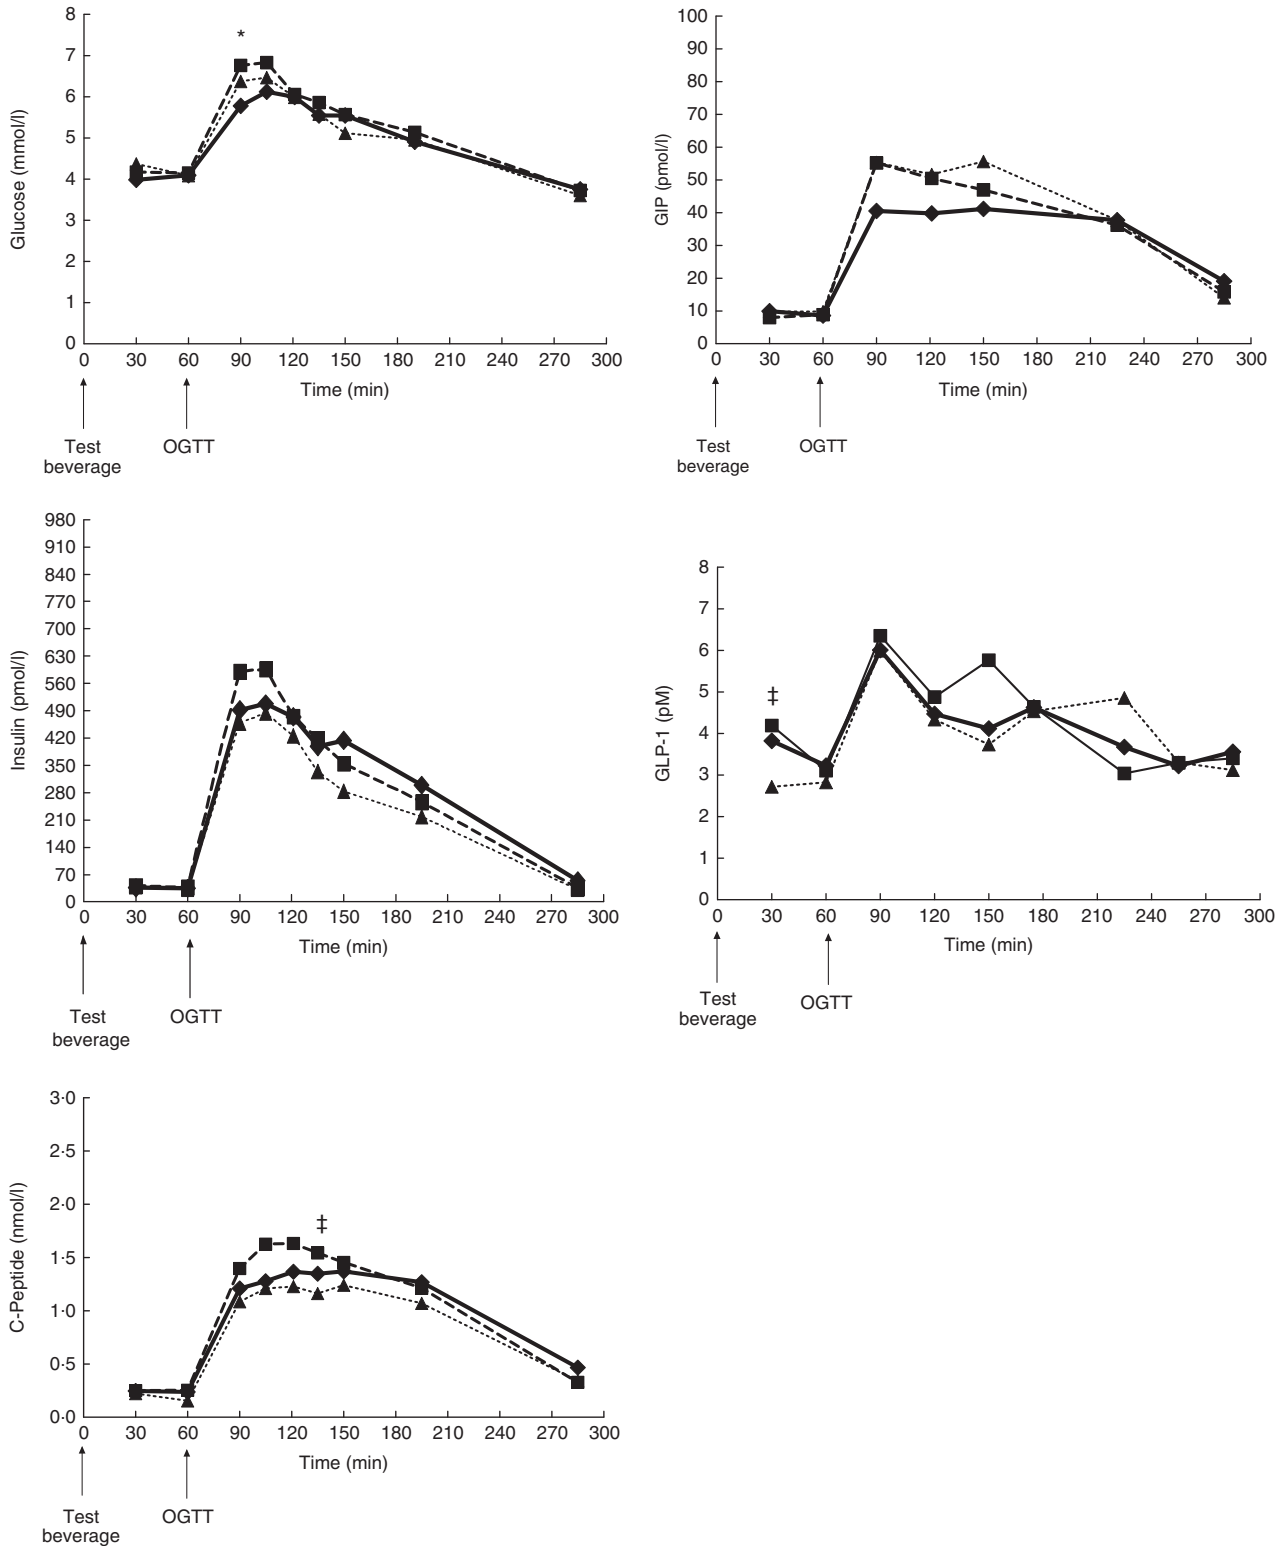 8
7
6
5
4
3
2
1
0
Glucose (mmol/l)
*
0 30 60 90 120 150 180 210 240 270 300
Time (min)
Test
beverage
OGTT
100
90
80
70
60
50
40
30
20
10
0
GIP (pmol/l)
0 30 60 90 120 150 180 210 240 270 300
Time (min)
Test
beverage
OGTT
980
910
840
770
700
630
560
490
420
350
280
210
140
70
0
Insulin (pmol/l)
0 30 60 90 120 150 180 210 240 270 300
Time (min)
Test
beverage
OGTT
8
7
6
5
4
3
2
1
0
GLP-1 (pM)
‡
0 30 60 90 120 150 180 210 240 270 300
Time (min)
Test
beverage
OGTT
3·0
2·5
2·0
1·5
1·0
0·5
0·0
C-Peptide (nmol/l)
‡
0 30 60 90 120 150 180 210 240 270 300
Time (min)
Test
beverage
OGTT